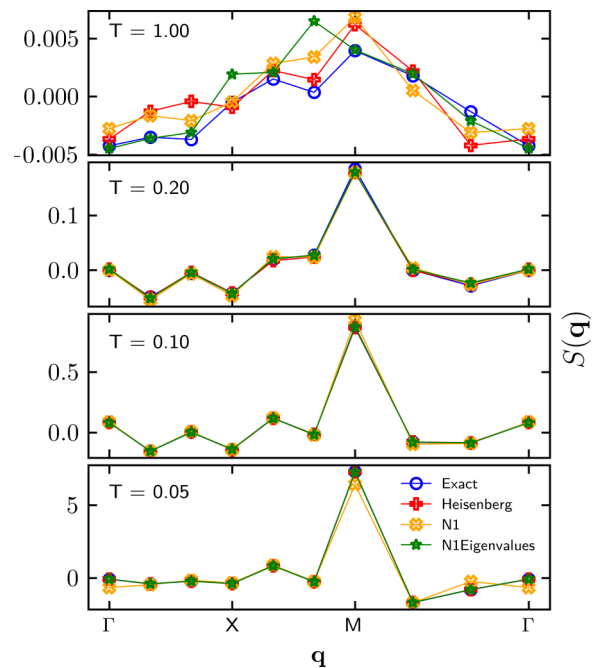 0.005
0.000
-0.005
T = 1.00
0.1
0.0
T = 0.20
0.5
0.0
T = 0.10
5
0
T = 0.05
Exact
Heisenberg
N1
N1Eigenvalues
Γ X M Γ
q
S(q)